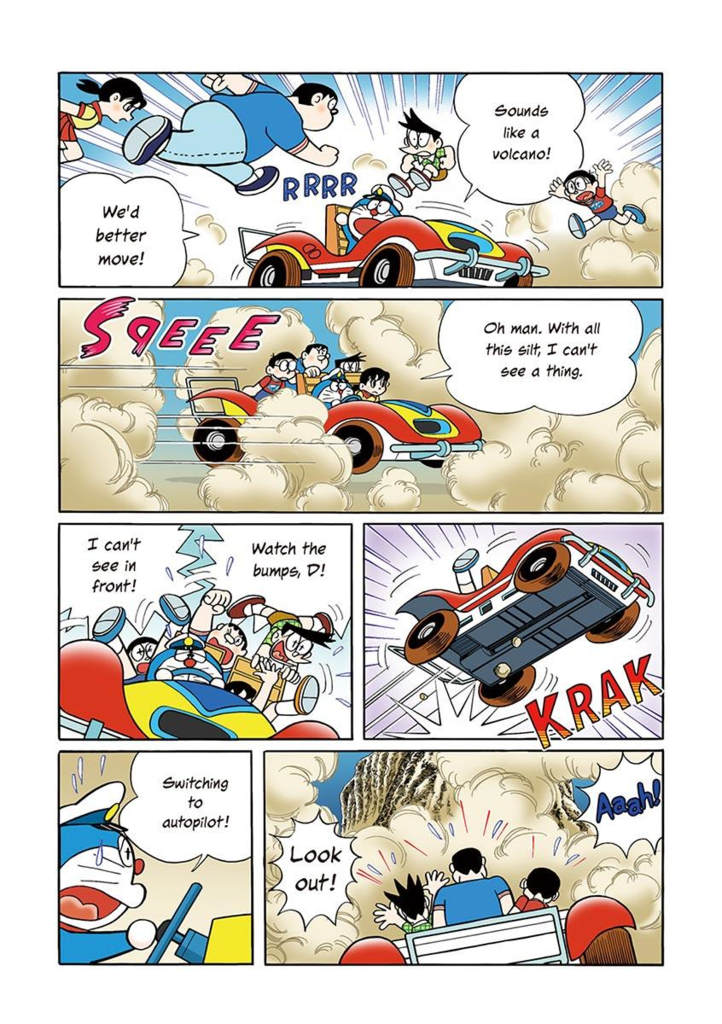 Sounds
like a
volcano!
RRRR
We'd
better
move!
SQEEE
Oh man. With all
this silt, I can't
see a thing.
I can't
see in
front!
Watch the
bumps, D!
KRAK
Switching
to
autopilot!
Look
out!
Aaah!